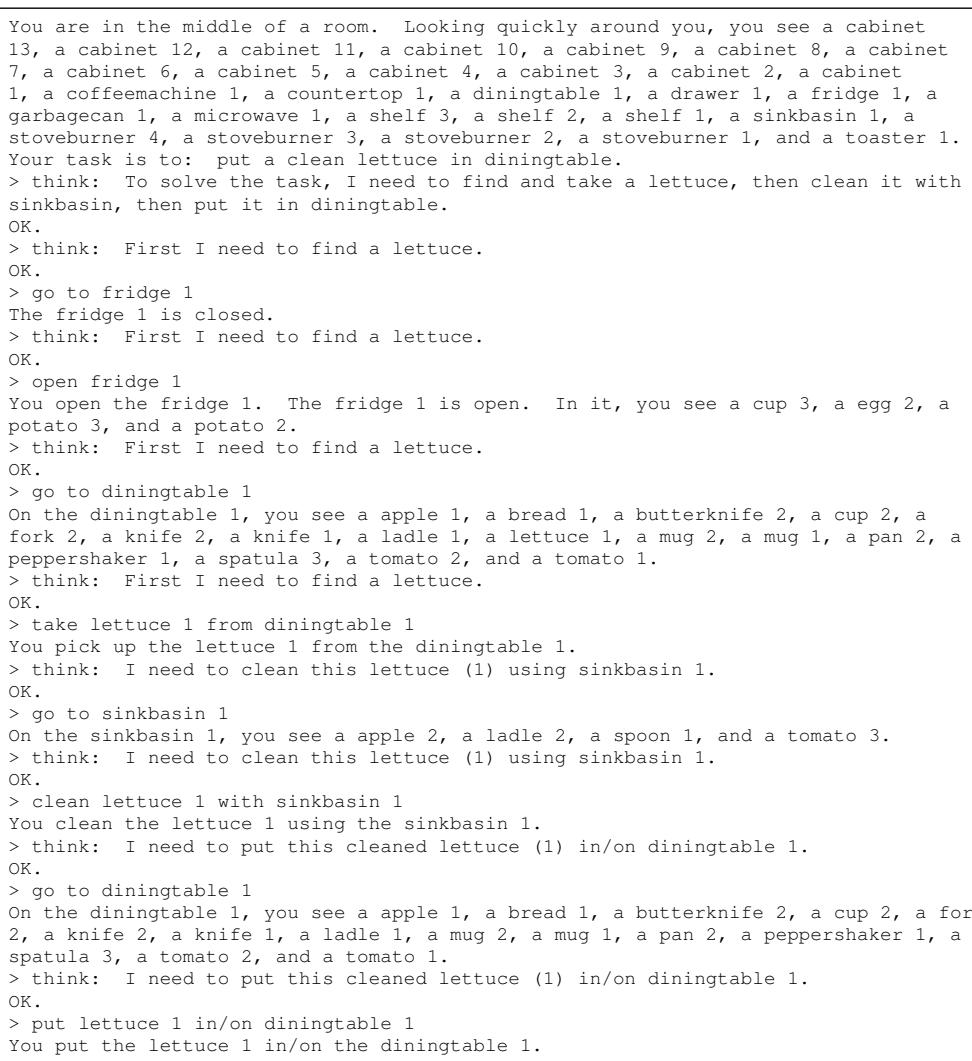 You are in the middle of a room.  Looking quickly around you, you see a cabinet
13, a cabinet 12, a cabinet 11, a cabinet 10, a cabinet 9, a cabinet 8, a cabinet
7, a cabinet 6, a cabinet 5, a cabinet 4, a cabinet 3, a cabinet 2, a cabinet
1, a coffeemachine 1, a countertop 1, a diningtable 1, a drawer 1, a fridge 1, a
garbagecan 1, a microwave 1, a shelf 3, a shelf 2, a shelf 1, a sinkbasin 1, a
stoveburner 4, a stoveburner 3, a stoveburner 2, a stoveburner 1, and a toaster 1.
Your task is to:  put a clean lettuce in diningtable.
> think:  To solve the task, I need to find and take a lettuce, then clean it with
sinkbasin, then put it in diningtable.
OK.
> think:  First I need to find a lettuce.
OK.
> go to fridge 1
The fridge 1 is closed.
> think:  First I need to find a lettuce.
OK.
> open fridge 1
You open the fridge 1.  The fridge 1 is open.  In it, you see a cup 3, a egg 2, a
potato 3, and a potato 2.
> think:  First I need to find a lettuce.
OK.
> go to diningtable 1
On the diningtable 1, you see a apple 1, a bread 1, a butterknife 2, a cup 2, a
fork 2, a knife 2, a knife 1, a ladle 1, a lettuce 1, a mug 2, a mug 1, a pan 2, a
peppershaker 1, a spatula 3, a tomato 2, and a tomato 1.
> think:  First I need to find a lettuce.
OK.
> take lettuce 1 from diningtable 1
You pick up the lettuce 1 from the diningtable 1.
> think:  I need to clean this lettuce (1) using sinkbasin 1.
OK.
> go to sinkbasin 1
On the sinkbasin 1, you see a apple 2, a ladle 2, a spoon 1, and a tomato 3.
> think:  I need to clean this lettuce (1) using sinkbasin 1.
OK.
> clean lettuce 1 with sinkbasin 1
You clean the lettuce 1 using the sinkbasin 1.
> think:  I need to put this cleaned lettuce (1) in/on diningtable 1.
OK.
> go to diningtable 1
On the diningtable 1, you see a apple 1, a bread 1, a butterknife 2, a cup 2, a for
2, a knife 2, a knife 1, a ladle 1, a mug 2, a mug 1, a pan 2, a peppershaker 1, a
spatula 3, a tomato 2, and a tomato 1.
> think:  I need to put this cleaned lettuce (1) in/on diningtable 1.
OK.
> put lettuce 1 in/on diningtable 1
You put the lettuce 1 in/on the diningtable 1.